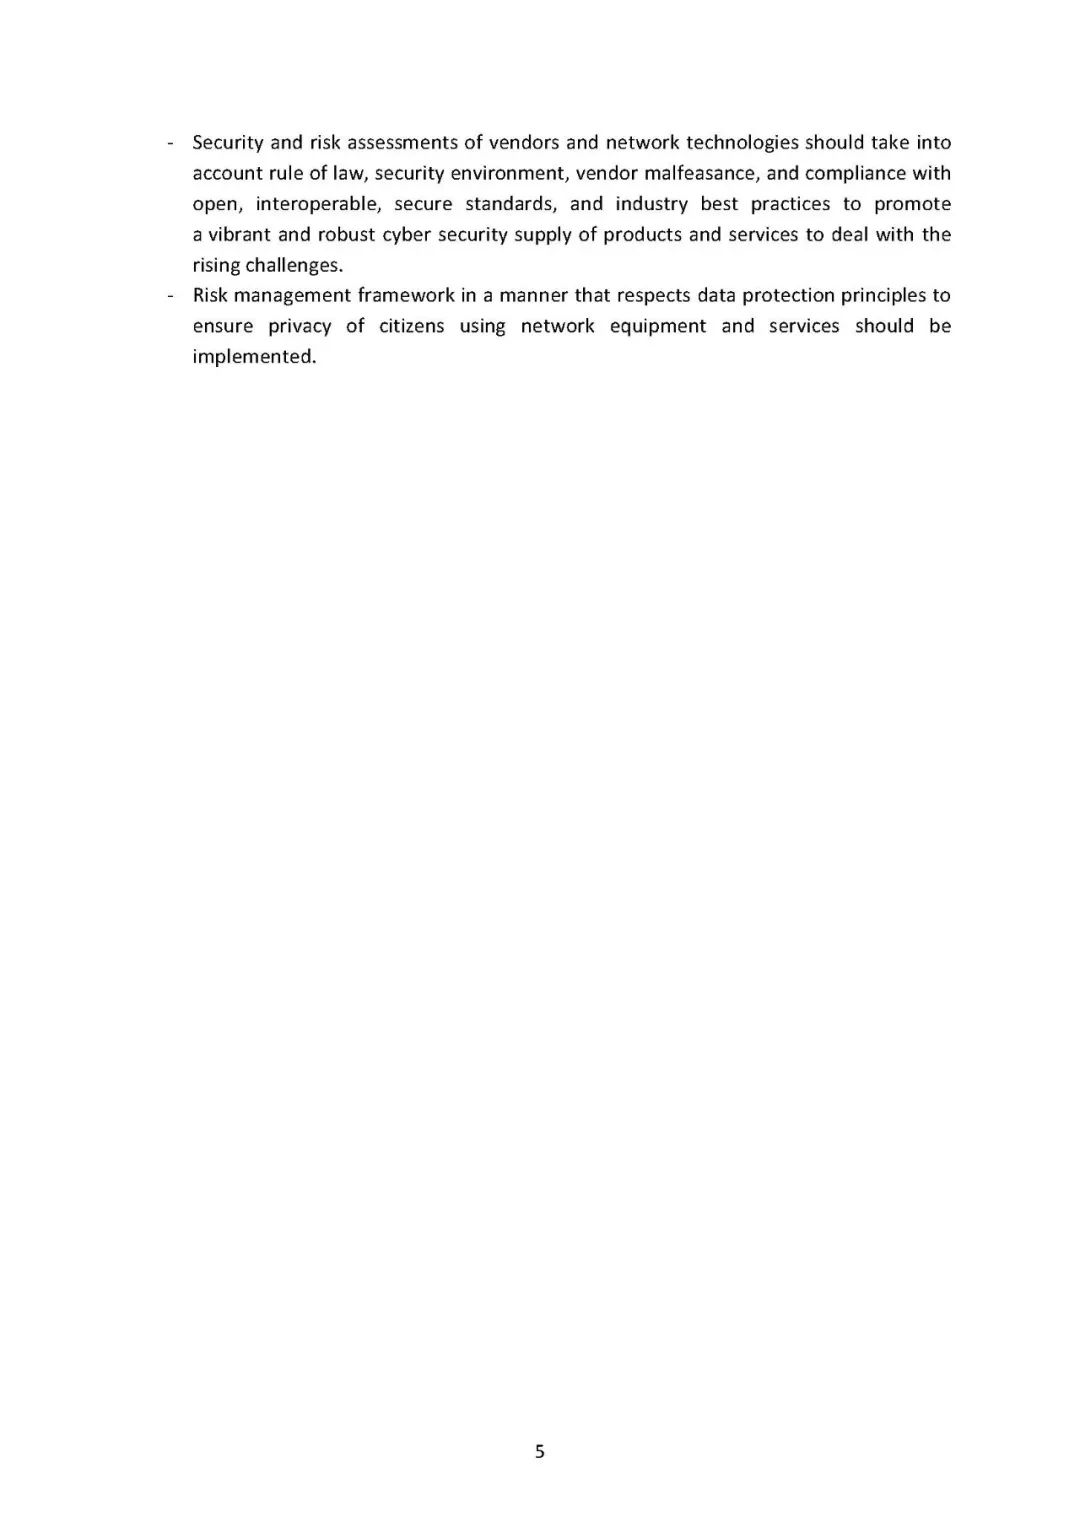 - Security and risk assessments of vendors and network technologies should take into
account rule of law, security environment, vendor malfeasance, and compliance with
open, interoperable, secure standards, and industry best practices to promote
a vibrant and robust cyber security supply of products and services to deal with the
rising challenges.
- Risk management framework in a manner that respects data protection principles to
ensure privacy of citizens using network equipment and services should be
implemented.
5